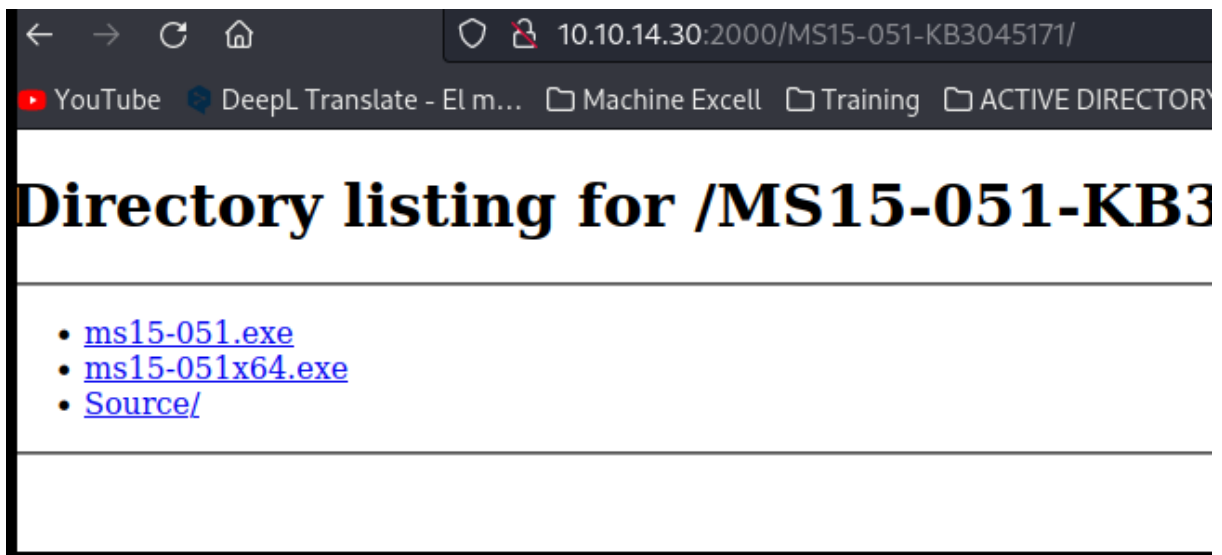 10.10.14.30:2000/MS15-051-KB3045171/
YouTube DeepL Translate - El m... Machine Excell Training ACTIVE DIRECTORY
Directory listing for /MS15-051-KB3
• ms15-051.exe
• ms15-051x64.exe
• Source/